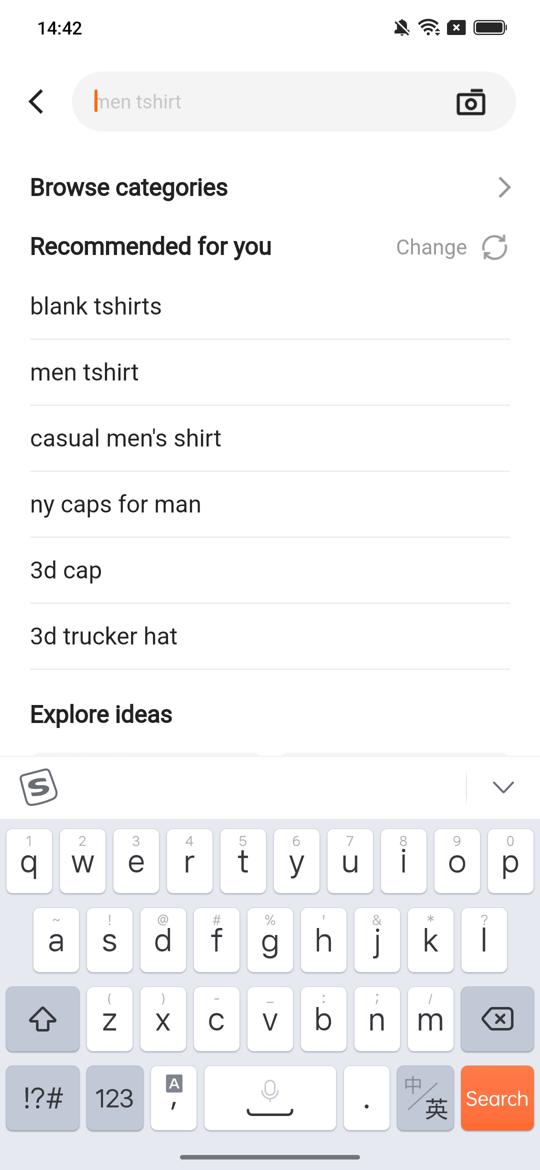 14:42
men tshirt
Browse categories
Recommended for you
Change
blank tshirts
men tshirt
casual men's shirt
ny caps for man
3d cap
3d trucker hat
Explore ideas
S
1 2 3 4 5 6 7 8 9 0
q w e r t y u i o p
~ ! @ # % ' & * ?
a s d f g h j k l
( ) - _ : ; /
z x c v b n m
!?# 123 A , . 中/英 Search